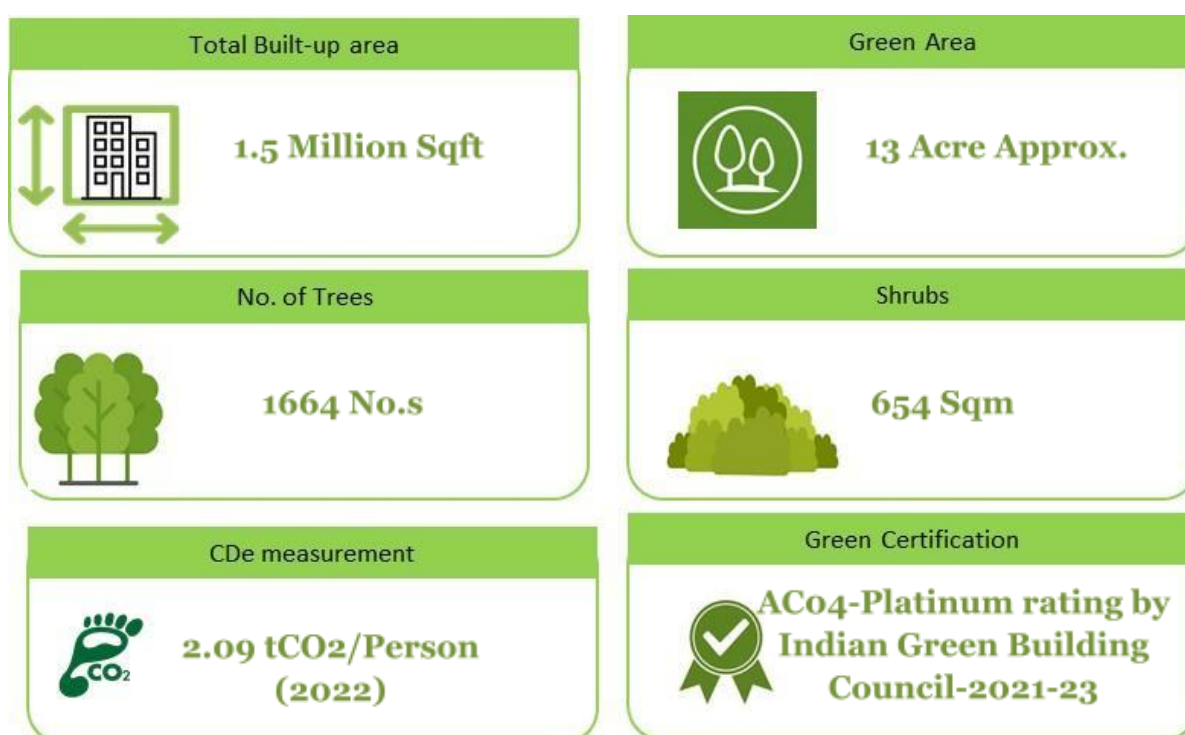 Total Built-up area
1.5 Million Sqft
Green Area
13 Acre Approx.
No. of Trees
1664 No.s
Shrubs
654 Sqm
CDe measurement
CO2
2.09 tCO2/Person
(2022)
Green Certification
AC04-Platinum rating by
Indian Green Building
Council-2021-23